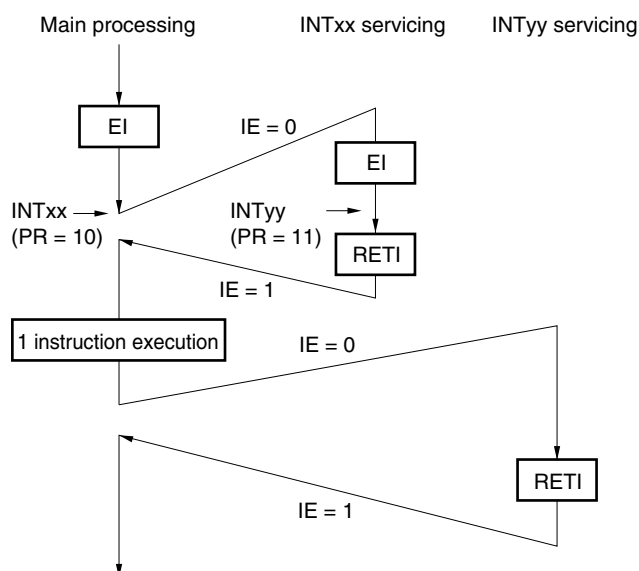 Main processing
INTxx servicing
INTyy servicing
EI
IE = 0
EI
INTxx
(PR = 10)
INTyy
(PR = 11)
RETI
IE = 1
1 instruction execution
IE = 0
RETI
IE = 1